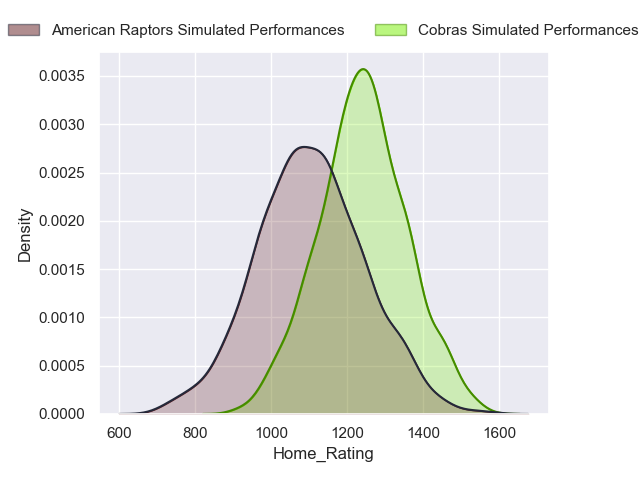 American Raptors Simulated Performances
Cobras Simulated Performances
0.0035
0.0030
0.0025
0.0020
0.0015
0.0010
0.0005
0.0000
Density
600 800 1000 1200 1400 1600
Home_Rating